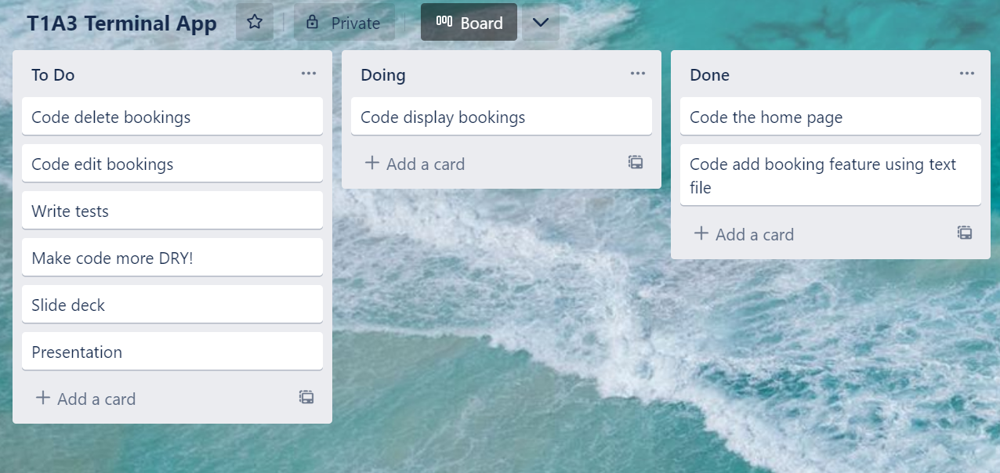 T1A3 Terminal App
Private
Board
To Do
Code delete bookings
Code edit bookings
Write tests
Make code more DRY!
Slide deck
Presentation
Add a card
Doing
Code display bookings
Add a card
Done
Code the home page
Code add booking feature using text
file
Add a card